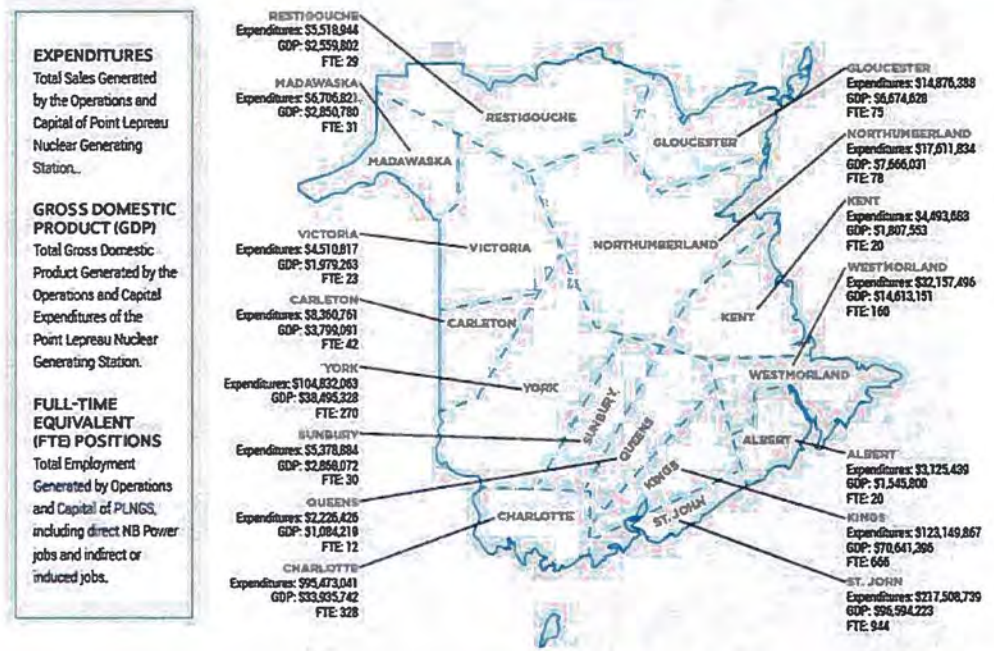 EXPENDITURES
Total Sales Generated
by the Operations and
Capital of Point Lepreau
Nuclear Generating
Station..
GROSS DOMESTIC
PRODUCT (GDP)
Total Gross Domestic
Product Generated by the
Operations and Capital
Expenditures of the
Point Lepreau Nuclear
Generating Station.
FULL-TIME
EQUIVALENT
(FTE) POSITIONS
Total Employment
Generated by Operations
and Capital of PLNGS,
including direct NB Power
jobs and indirect or
induced jobs.
RESTIGOUCHE
Expenditures: $5,518,944
GDP: $2,559,802
FTE: 29
MADAWASKA
Expenditures: $6,706,821
GDP: $2,850,780
FTE: 31
VICTORIA
Expenditures: $4,510,817
GDP: $1,979,263
FTE: 23
CARLETON
Expenditures: $8,360,761
GDP: $3,799,091
FTE: 42
YORK
Expenditures: $104,832,063
GDP: $38,495,328
FTE: 270
SUNBURY
Expenditures: $5,378,884
GDP: $2,868,072
FTE: 30
QUEENS
Expenditures: $2,226,426
GDP: $1,084,219
FTE: 12
CHARLOTTE
Expenditures: $95,473,041
GDP: $33,935,742
FTE: 328
RESTIGOUCHE
MADAWASKA
GLOUCESTER
VICTORIA
NORTHUMBERLAND
CARLETON
KENT
YORK
WESTMORLAND
SUNBURY
QUEENS
ALBERT
KINGS
CHARLOTTE
ST. JOHN
GLOUCESTER
Expenditures: $14,876,388
GDP: $6,674,628
FTE: 75
NORTHUMBERLAND
Expenditures: $17,611,834
GDP: $7,666,031
FTE: 78
KENT
Expenditures: $4,493,683
GDP: $1,807,553
FTE: 20
WESTMORLAND
Expenditures: $32,157,496
GDP: $14,613,151
FTE: 160
ALBERT
Expenditures: $3,125,439
GDP: $1,545,800
FTE: 20
KINGS
Expenditures: $123,149,867
GDP: $70,641,396
FTE: 666
ST. JOHN
Expenditures: $217,508,739
GDP: $96,594,223
FTE: 944